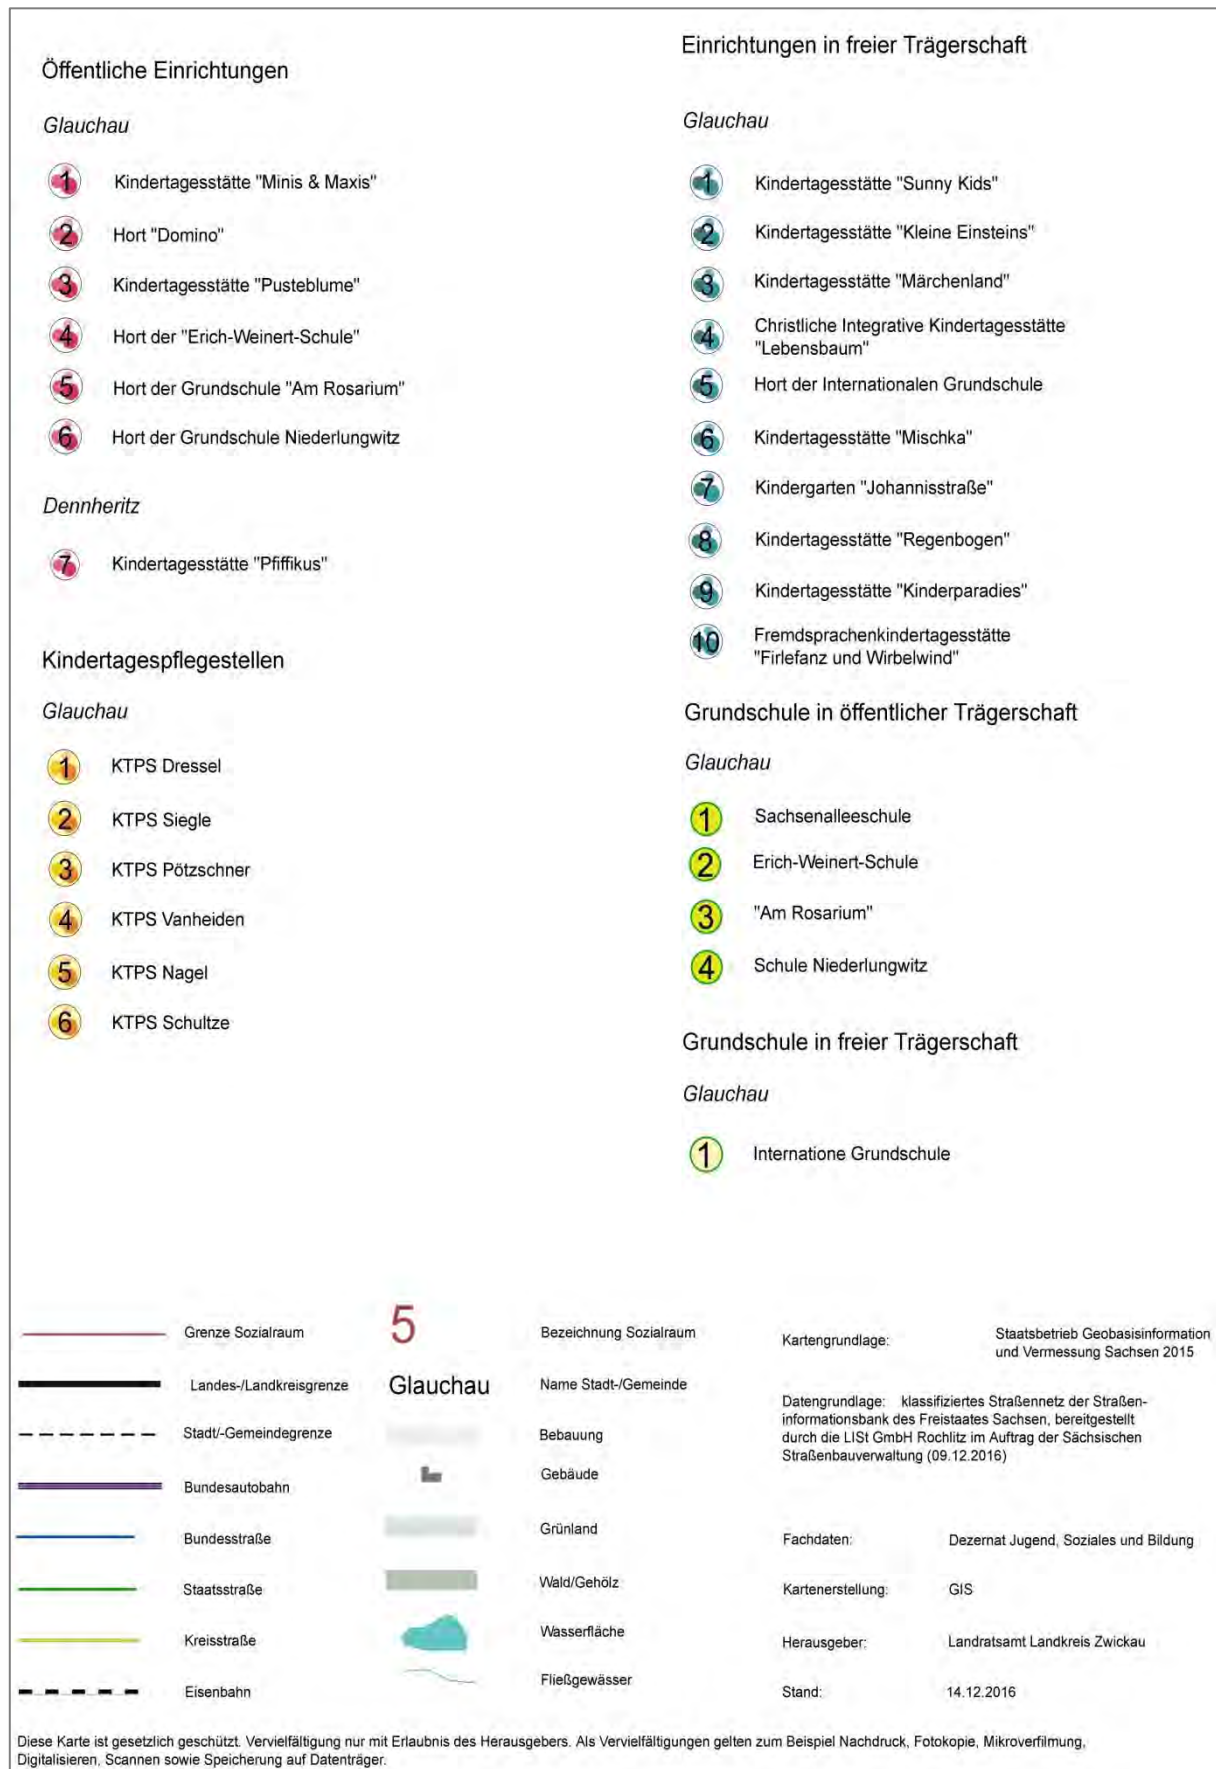 Öffentliche Einrichtungen
Glauchau
1 Kindertagesstätte "Minis & Maxis"
2 Hort "Domino"
3 Kindertagesstätte "Pusteblume"
4 Hort der "Erich-Weinert-Schule"
5 Hort der Grundschule "Am Rosarium"
6 Hort der Grundschule Niederlungwitz
Dennheritz
7 Kindertagesstätte "Pfiffikus"
Kindertagespflegestellen
Glauchau
1 KTPS Dressel
2 KTPS Siegle
3 KTPS Pötzschner
4 KTPS Vanheiden
5 KTPS Nagel
6 KTPS Schultze
Einrichtungen in freier Trägerschaft
Glauchau
1 Kindertagesstätte "Sunny Kids"
2 Kindertagesstätte "Kleine Einsteins"
3 Kindertagesstätte "Märchenland"
4 Christliche Integrative Kindertagesstätte
"Lebensbaum"
5 Hort der Internationalen Grundschule
6 Kindertagesstätte "Mischka"
7 Kindergarten "Johannisstraße"
8 Kindertagesstätte "Regenbogen"
9 Kindertagesstätte "Kinderparadies"
10 Fremdsprachenkindertagesstätte
"Firlefanz und Wirbelwind"
Grundschule in öffentlicher Trägerschaft
Glauchau
1 Sachsenalleeschule
2 Erich-Weinert-Schule
3 "Am Rosarium"
4 Schule Niederlungwitz
Grundschule in freier Trägerschaft
Glauchau
1 Internatione Grundschule
Grenze Sozialraum
Landes-/Landkreisgrenze
Stadt/-Gemeindegrenze
Bundesautobahn
Bundesstraße
Staatsstraße
Kreisstraße
Eisenbahn
5 Bezeichnung Sozialraum
Glauchau Name Stadt-/Gemeinde
Bebauung
Gebäude
Grünland
Wald/Gehölz
Wasserfläche
Fließgewässer
Kartengrundlage: Staatsbetrieb Geobasisinformation
und Vermessung Sachsen 2015
Datengrundlage: klassifiziertes Straßennetz der Straßen-
informationsbank des Freistaates Sachsen, bereitgestellt
durch die LISt GmbH Rochlitz im Auftrag der Sächsischen
Straßenbauverwaltung (09.12.2016)
Fachdaten: Dezernat Jugend, Soziales und Bildung
Kartenerstellung: GIS
Herausgeber: Landratsamt Landkreis Zwickau
Stand: 14.12.2016
Diese Karte ist gesetzlich geschützt. Vervielfältigung nur mit Erlaubnis des Herausgebers. Als Vervielfältigungen gelten zum Beispiel Nachdruck, Fotokopie, Mikroverfilmung,
Digitalisieren, Scannen sowie Speicherung auf Datenträger.